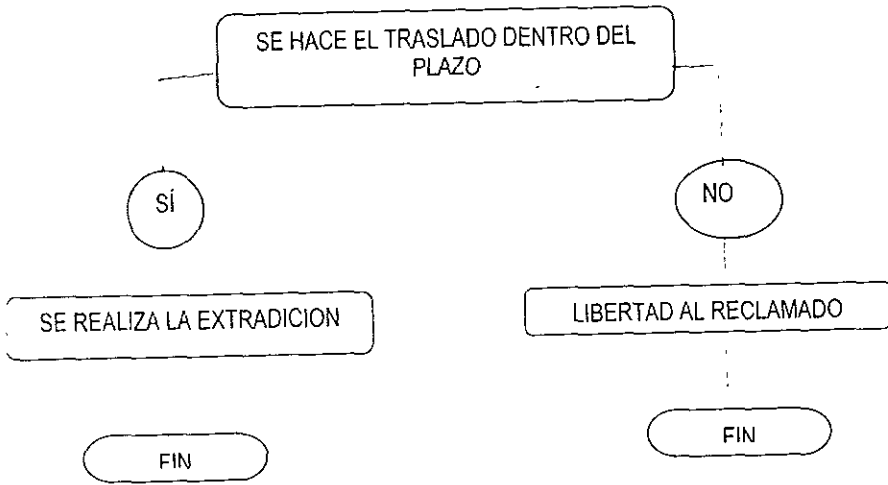 SE HACE EL TRASLADO DENTRO DEL
PLAZO
SÍ
NO
SE REALIZA LA EXTRADICION
LIBERTAD AL RECLAMADO
FIN
FIN